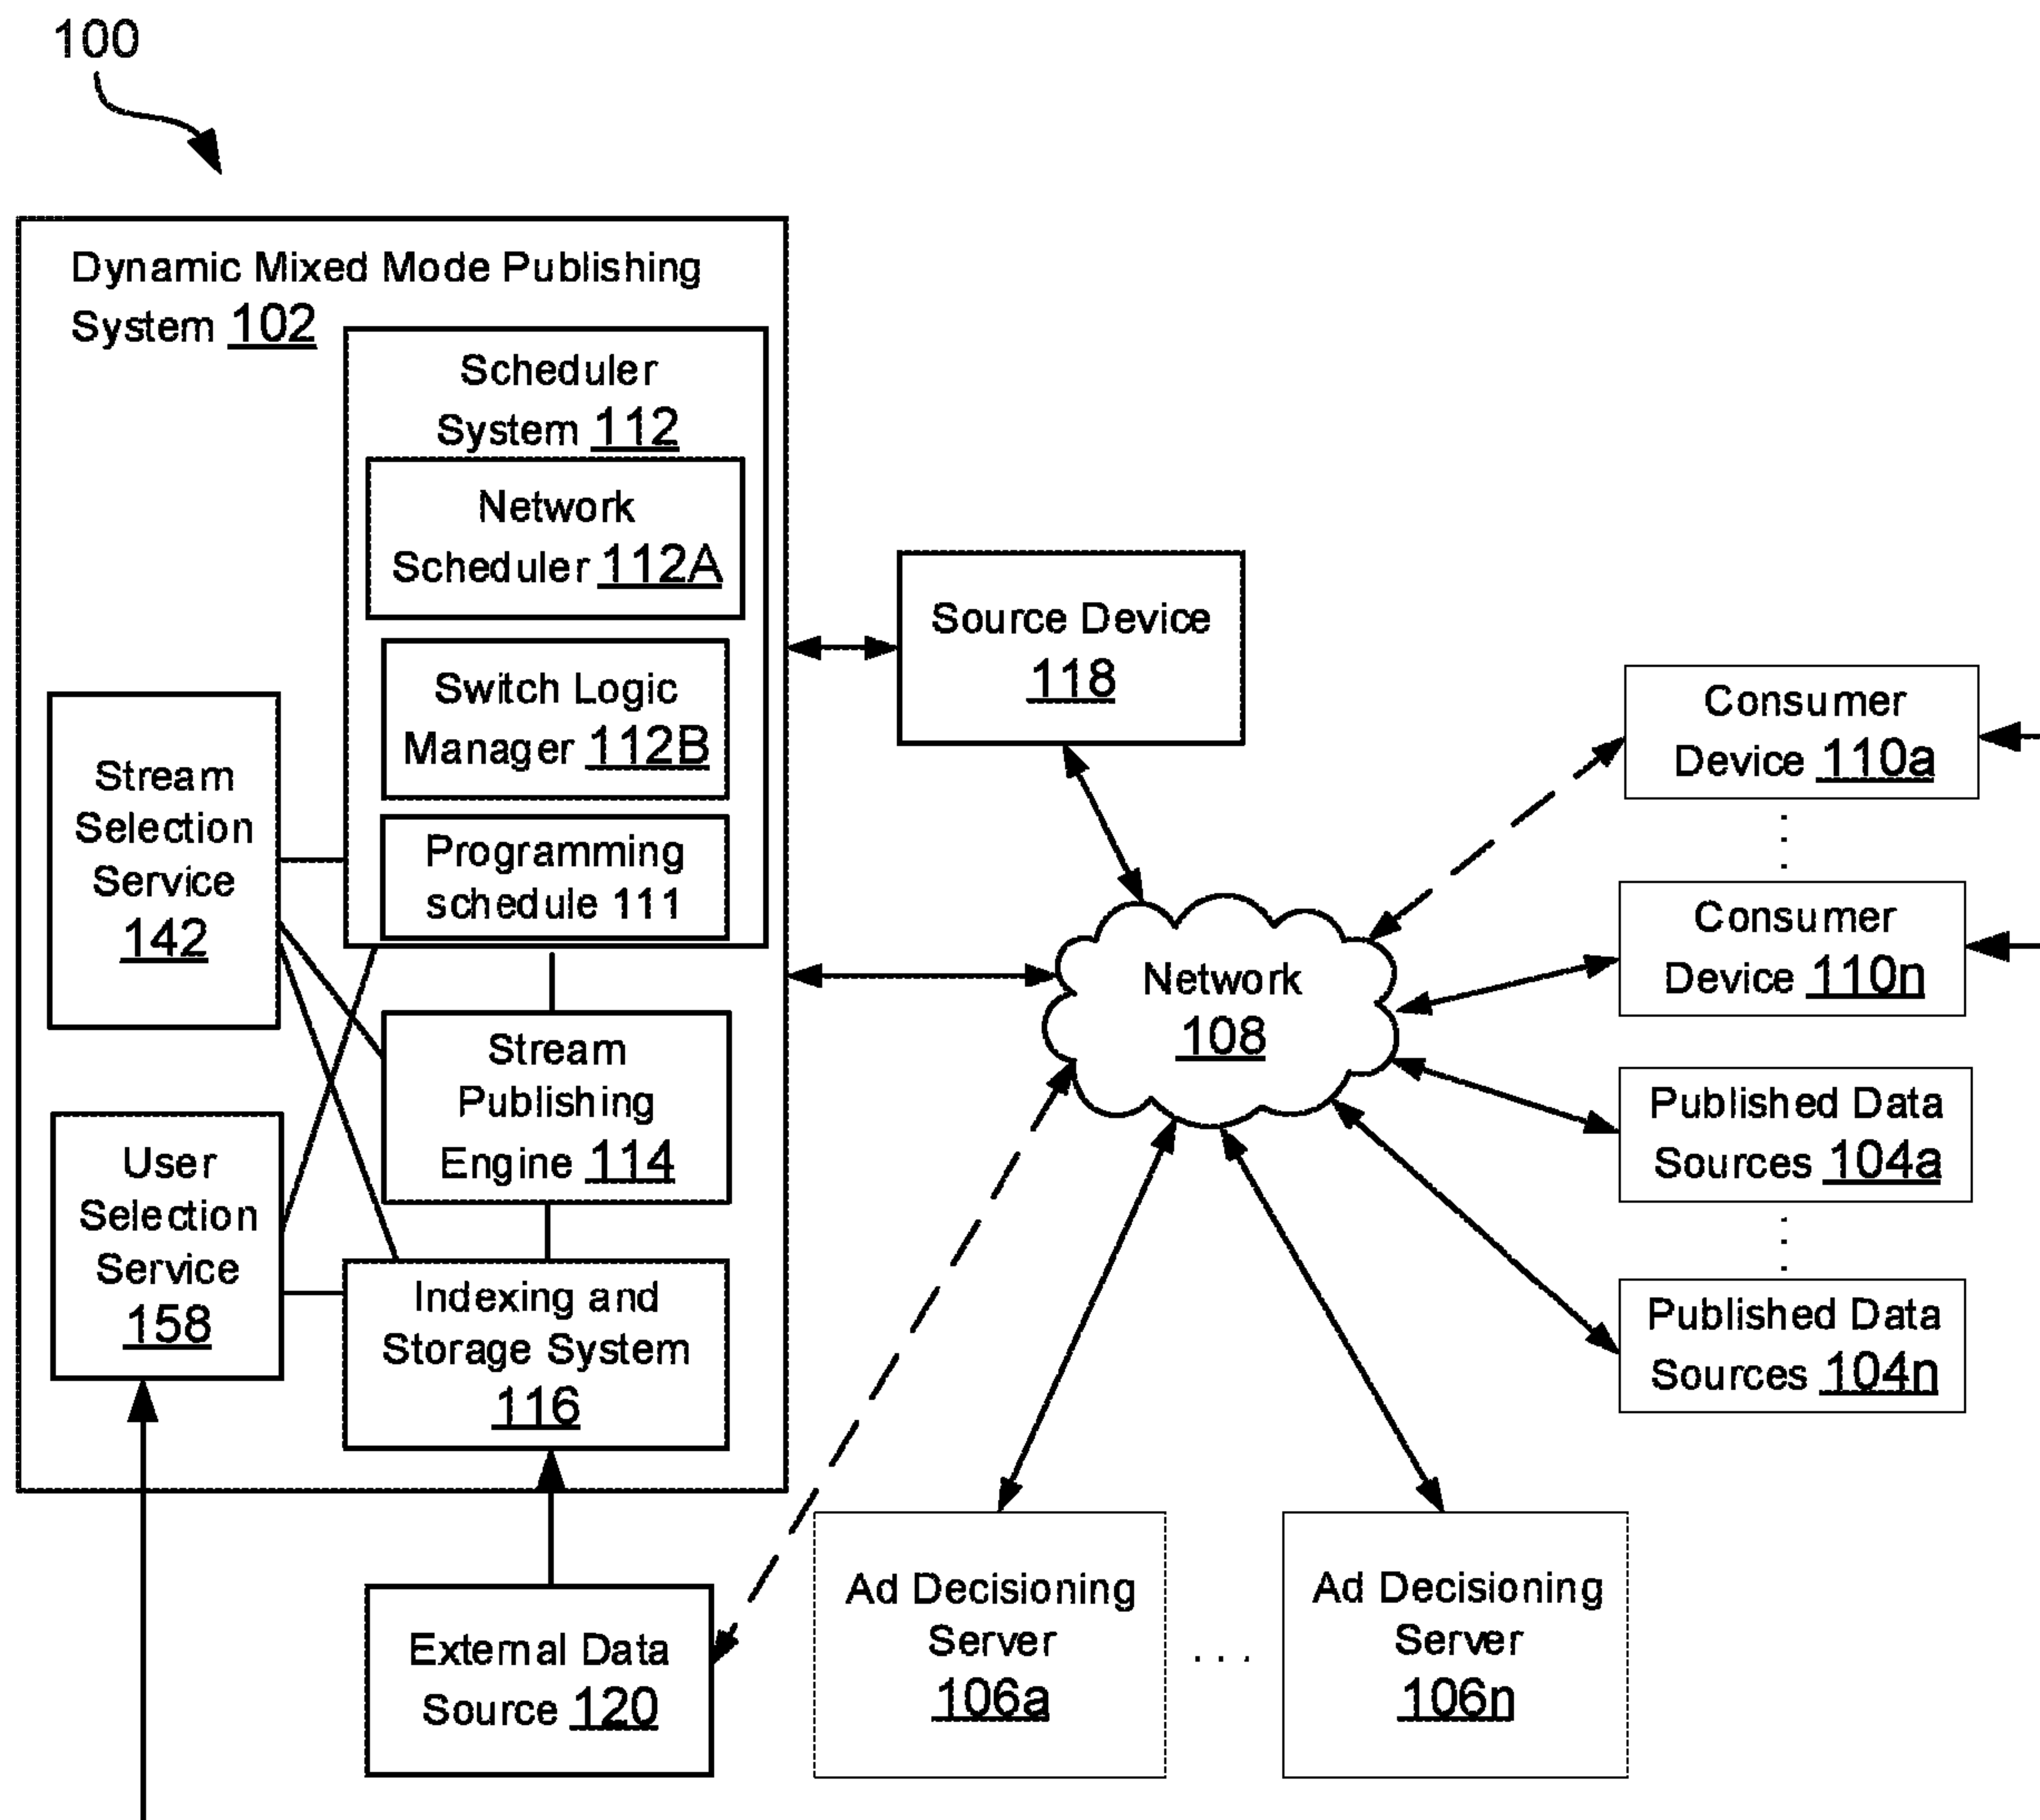 100
Dynamic Mixed Mode Publishing
System 102
Scheduler
System 112
Network
Scheduler 112A
Switch Logic
Manager 112B
Programming
schedule 111
Stream
Selection
Service
142
Stream
Publishing
Engine 114
User
Selection
Service
158
Indexing and
Storage System
116
External Data
Source 120
Source Device
118
Network
108
Consumer
Device 110a
Consumer
Device 110n
Published Data
Sources 104a
Published Data
Sources 104n
Ad Decisioning
Server
106a
. . .
Ad Decisioning
Server
106n